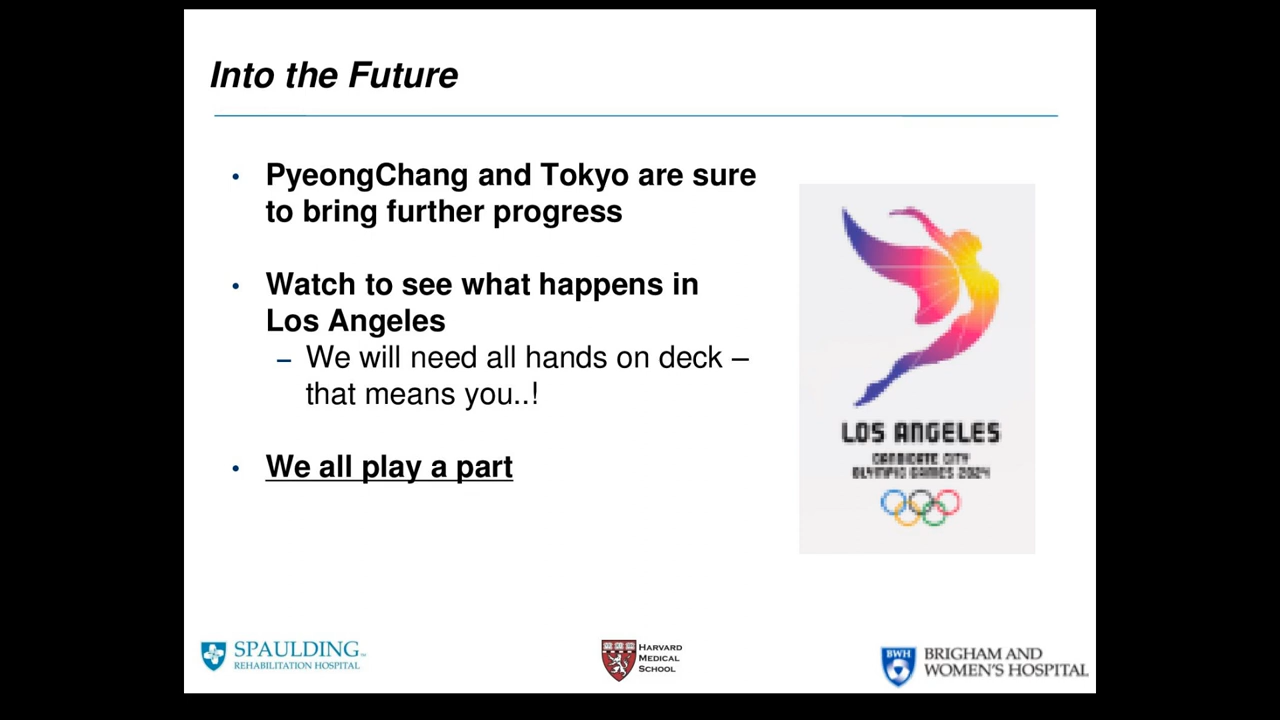 Into the Future
• PyeongChang and Tokyo are sure
to bring further progress
• Watch to see what happens in
Los Angeles
– We will need all hands on deck –
that means you..!
• We all play a part
LOS ANGELES
CANDIDATE CITY
OLYMPIC GAMES 2024
SPAULDING
REHABILITATION HOSPITAL
HARVARD
MEDICAL
SCHOOL
BWH
BRIGHAM AND
WOMEN'S HOSPITAL